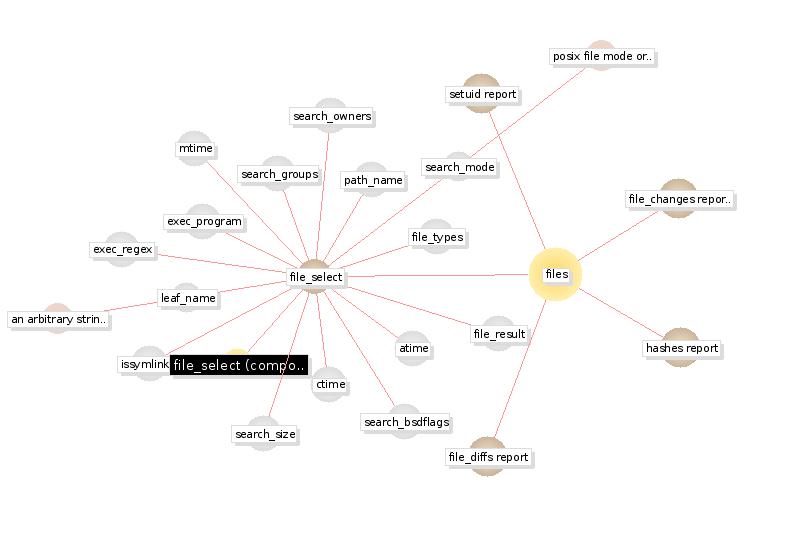 posix file mode or..
setuid report
search_owners
mtime
search_mode
search_groups
path_name
file_changes repor..
exec_program
file_types
exec_regex
files
file_select
leaf_name
an arbitrary strin..
file_result
atime
hashes report
issymlink
file_select (compo..
ctime
search_bsdflags
search_size
file_diffs report